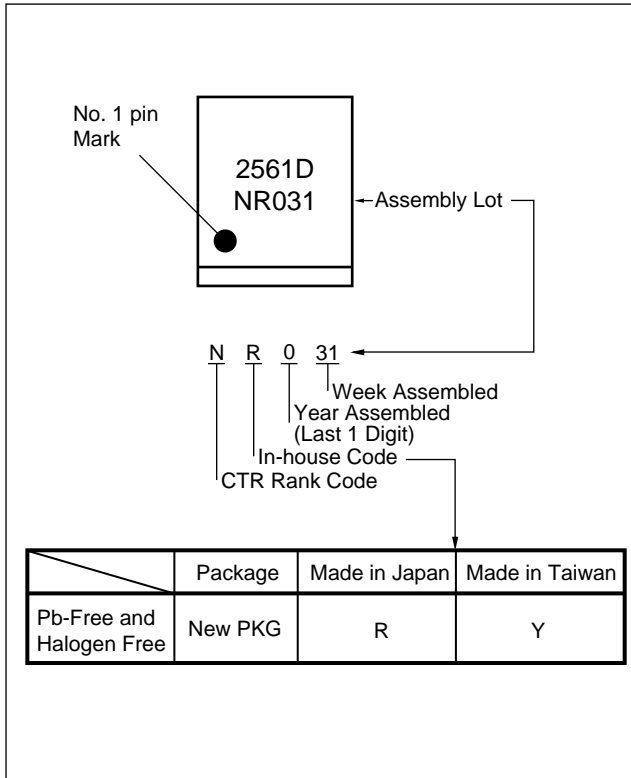 No. 1 pin
Mark
2561D
NR031
Assembly Lot
N R 0 31
Week Assembled
Year Assembled
(Last 1 Digit)
In-house Code
CTR Rank Code
Package Made in Japan Made in Taiwan
Pb-Free and
Halogen Free New PKG R Y